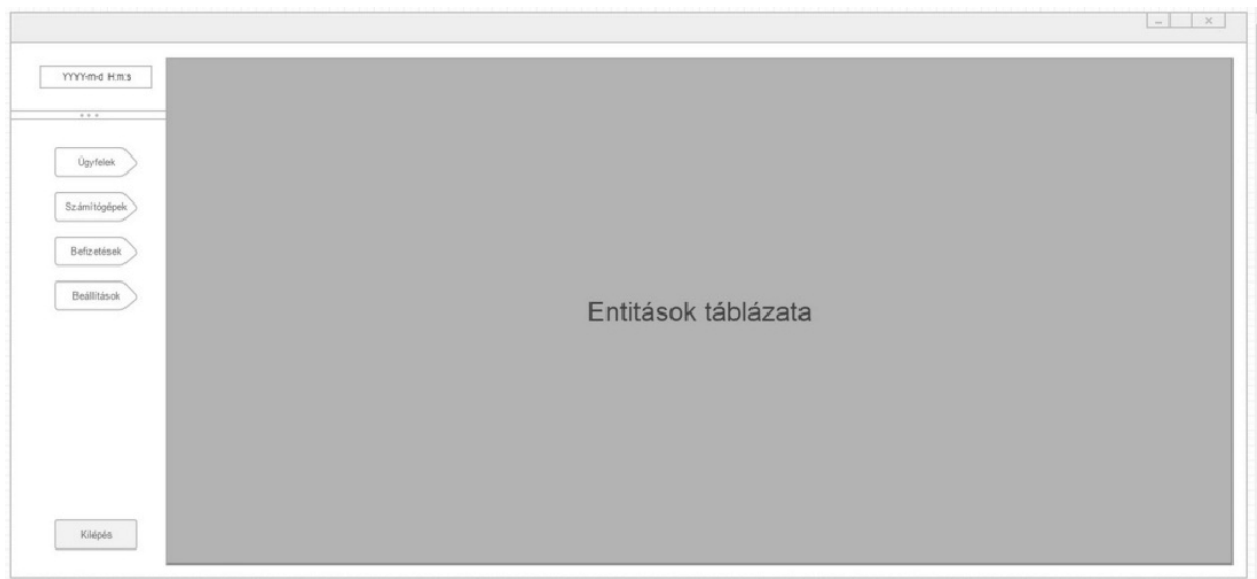 YYYY-m-d H:m:s
Ügyfelek
Számítógépek
Befizetések
Beállítások
Entitások táblázata
Kilépés